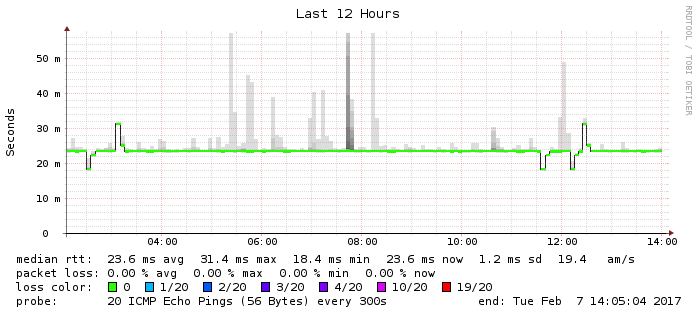 Last 12 Hours
RRDTOOL / TOBI OETIKER
Seconds
50 m
40 m
30 m
20 m
10 m
0
04:00 06:00 08:00 10:00 12:00 14:00
median rtt: 23.6 ms avg 31.4 ms max 18.4 ms min 23.6 ms now 1.2 ms sd 19.4 am/s
packet loss: 0.00 % avg 0.00 % max 0.00 % min 0.00 % now
loss color: 0 1/20 2/20 3/20 4/20 10/20 19/20
probe: 20 ICMP Echo Pings (56 Bytes) every 300s end: Tue Feb 7 14:05:04 2017